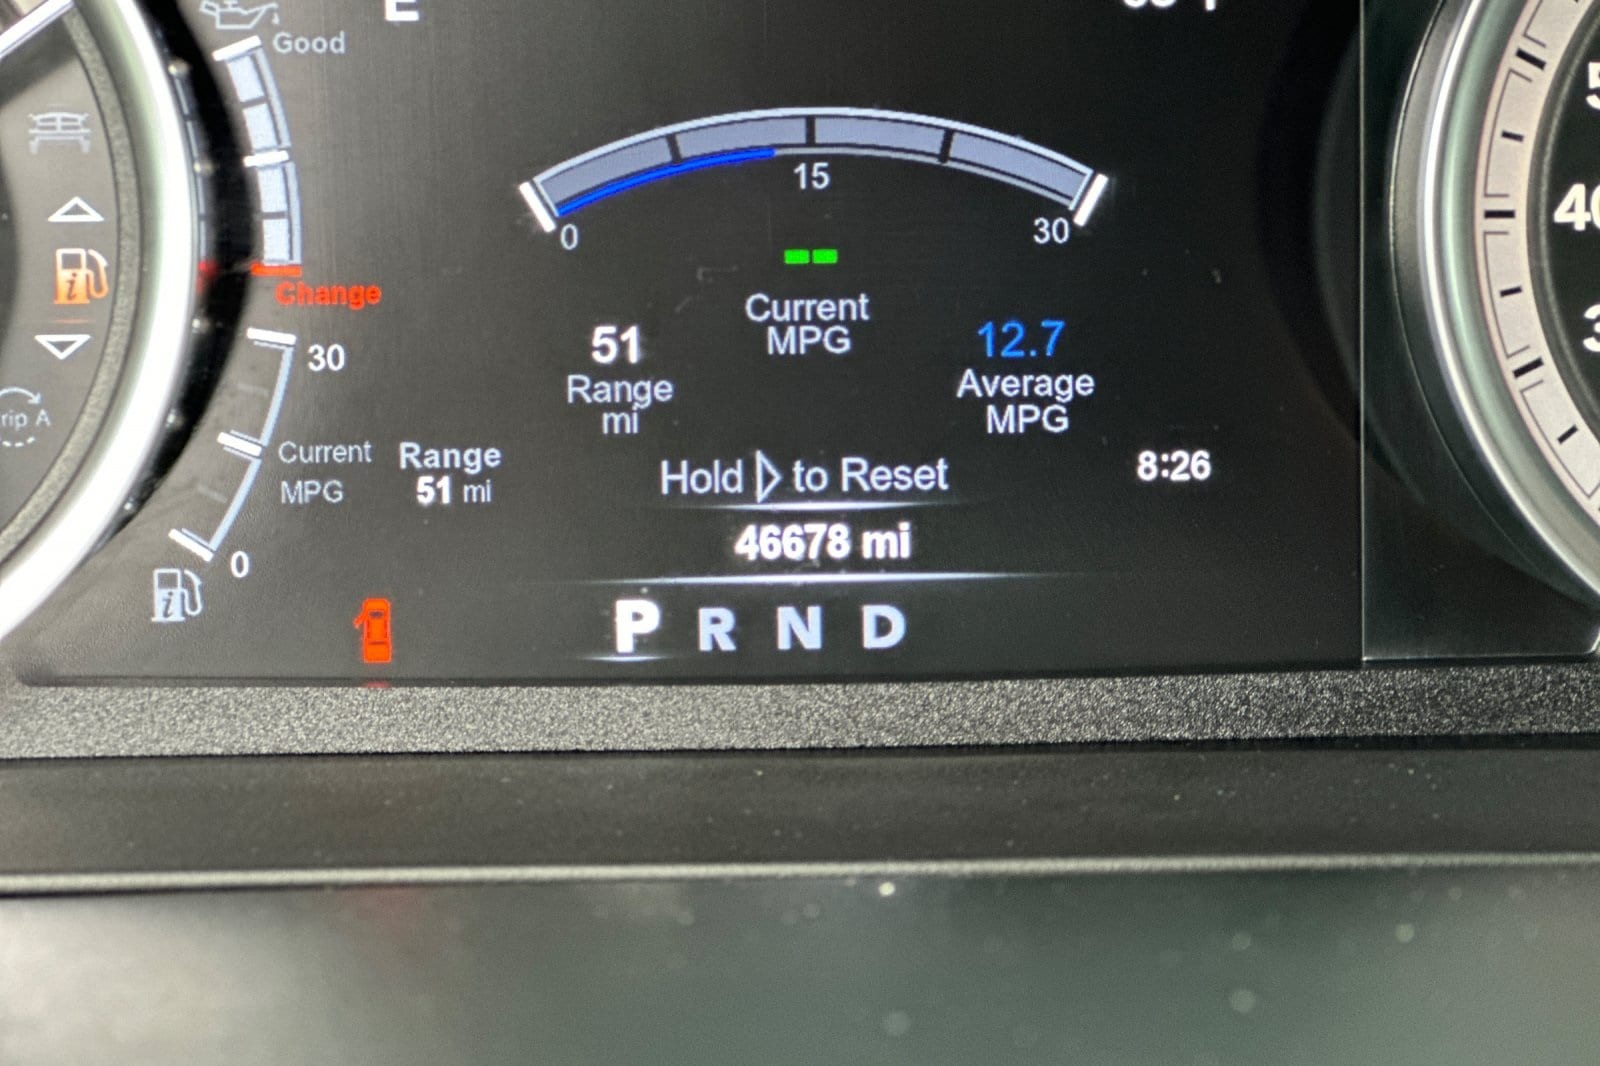 E
Good
Change
30
Current
MPG
0
Range
51 mi
0
15
30
51
Range
mi
Current
MPG
12.7
Average
MPG
Hold ▷ to Reset
8:26
46678 mi
P R N D
rip A
i
i